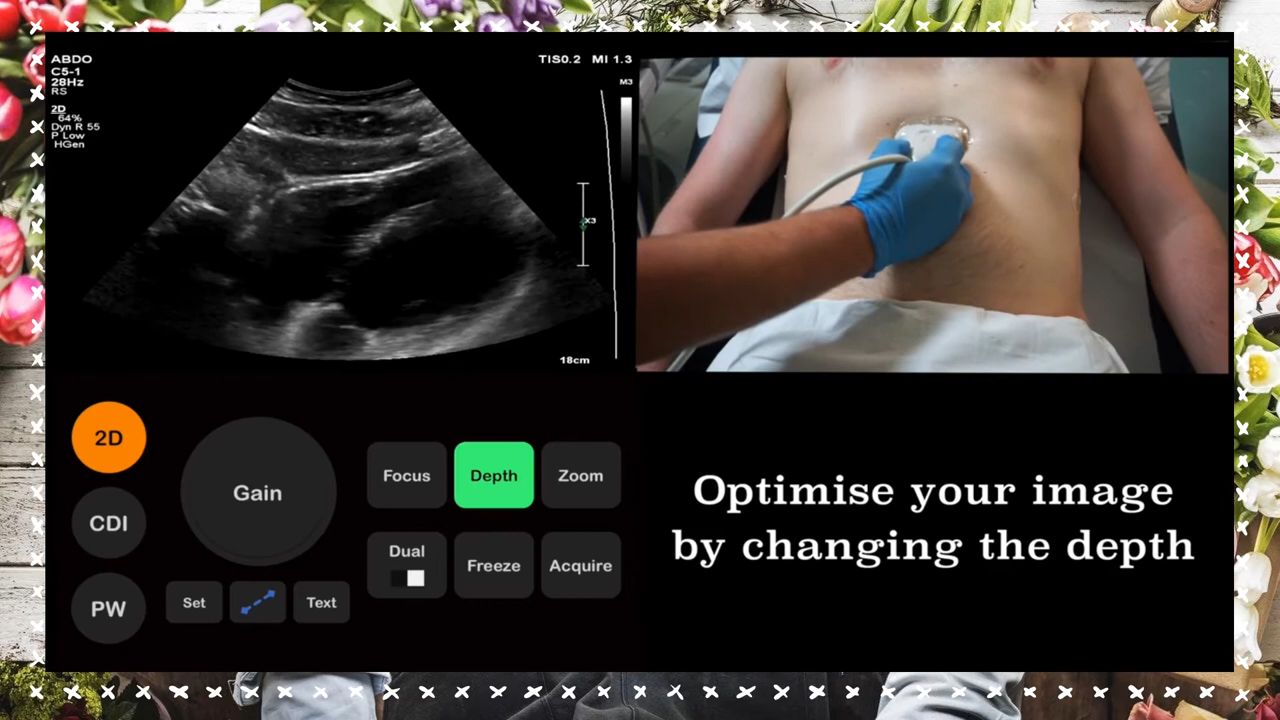 ABDO
C5-1
28Hz
RS
2D
64%
Dyn R 55
P Low
HGen
TIS0.2 MI 1.3
M3
X3
18cm
2D
CDI
PW
Gain
Set
Text
Focus
Depth
Zoom
Dual
Freeze
Acquire
Optimise your image
by changing the depth